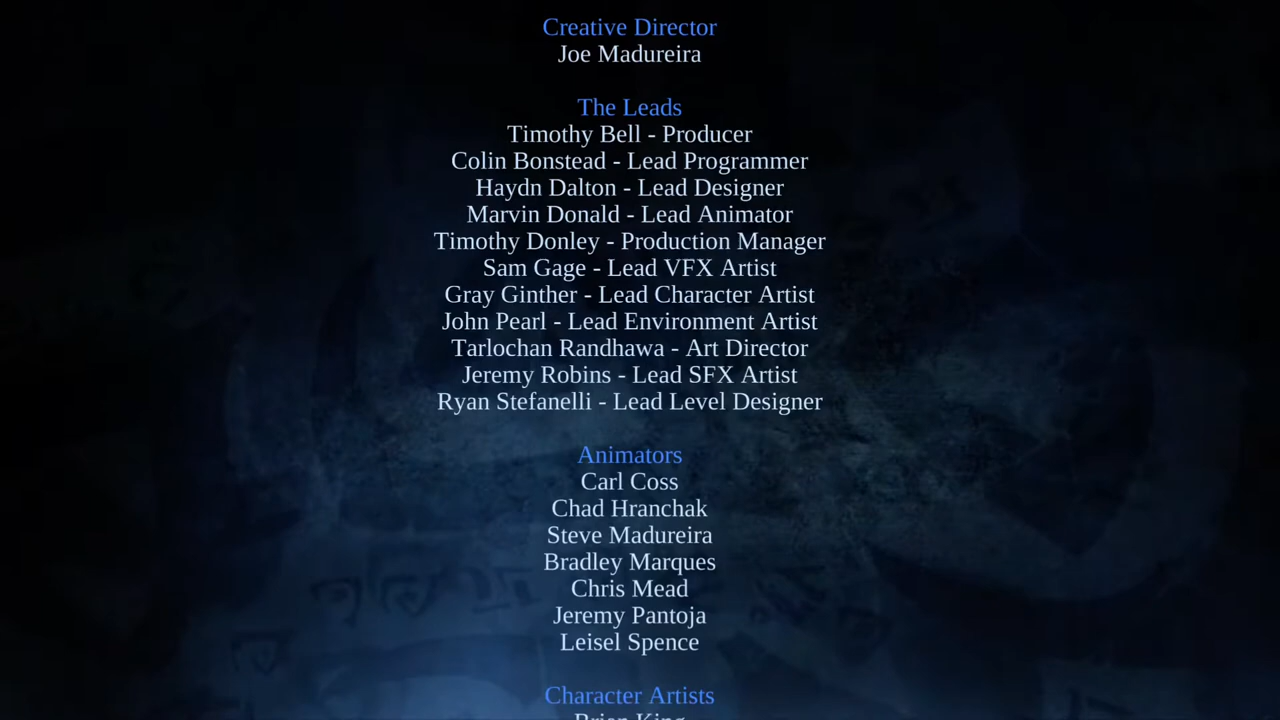 Creative Director
Joe Madureira
The Leads
Timothy Bell - Producer
Colin Bonstead - Lead Programmer
Haydn Dalton - Lead Designer
Marvin Donald - Lead Animator
Timothy Donley - Production Manager
Sam Gage - Lead VFX Artist
Gray Ginther - Lead Character Artist
John Pearl - Lead Environment Artist
Tarlochan Randhawa - Art Director
Jeremy Robins - Lead SFX Artist
Ryan Stefanelli - Lead Level Designer
Animators
Carl Coss
Chad Hranchak
Steve Madureira
Bradley Marques
Chris Mead
Jeremy Pantoja
Leisel Spence
Character Artists
Brian King